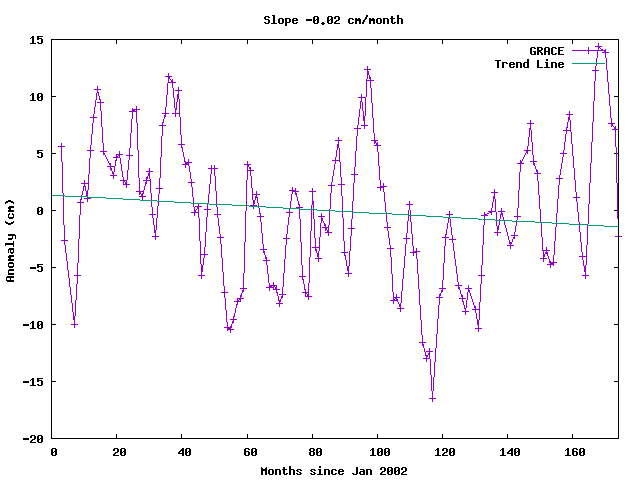 Slope -0.02 cm/month
GRACE
Trend Line
15
10
5
0
-5
-10
-15
-20
Anomaly (cm)
0 20 40 60 80 100 120 140 160
Months since Jan 2002